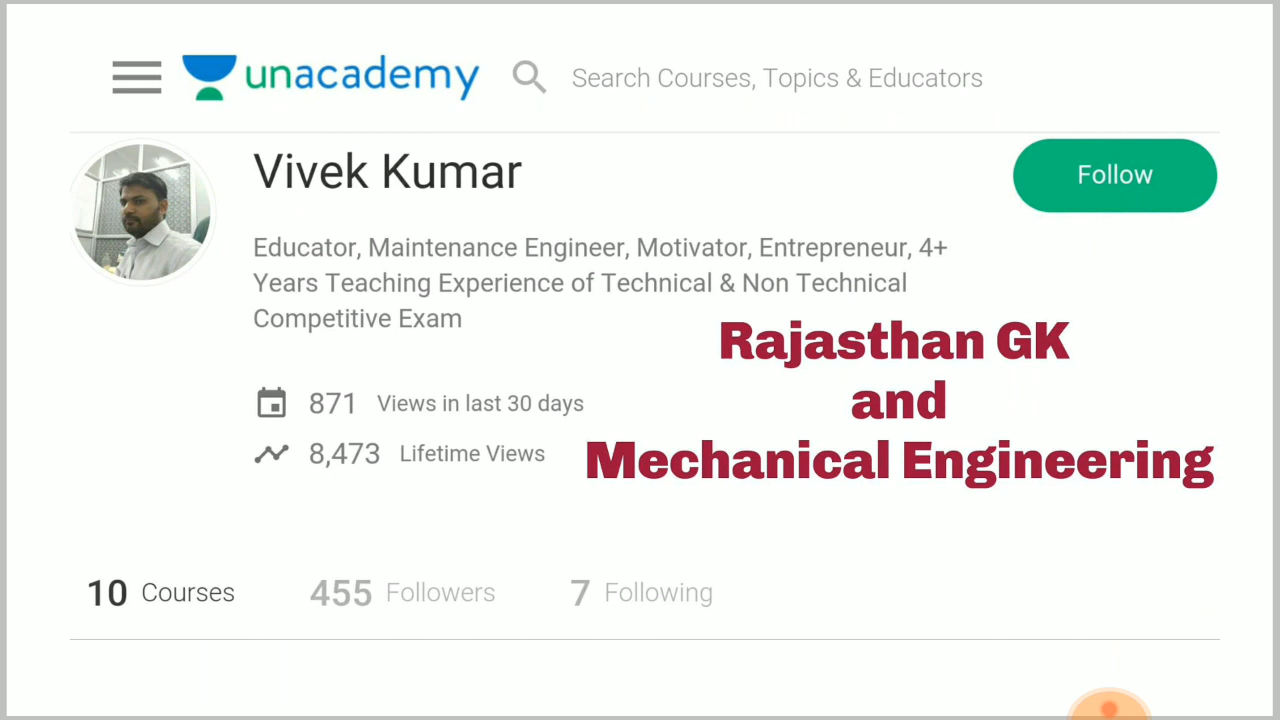 unacademy Search Courses, Topics & Educators
Vivek Kumar
Follow
Educator, Maintenance Engineer, Motivator, Entrepreneur, 4+
Years Teaching Experience of Technical & Non Technical
Competitive Exam
871 Views in last 30 days
8,473 Lifetime Views
Rajasthan GK
and
Mechanical Engineering
10 Courses 455 Followers 7 Following